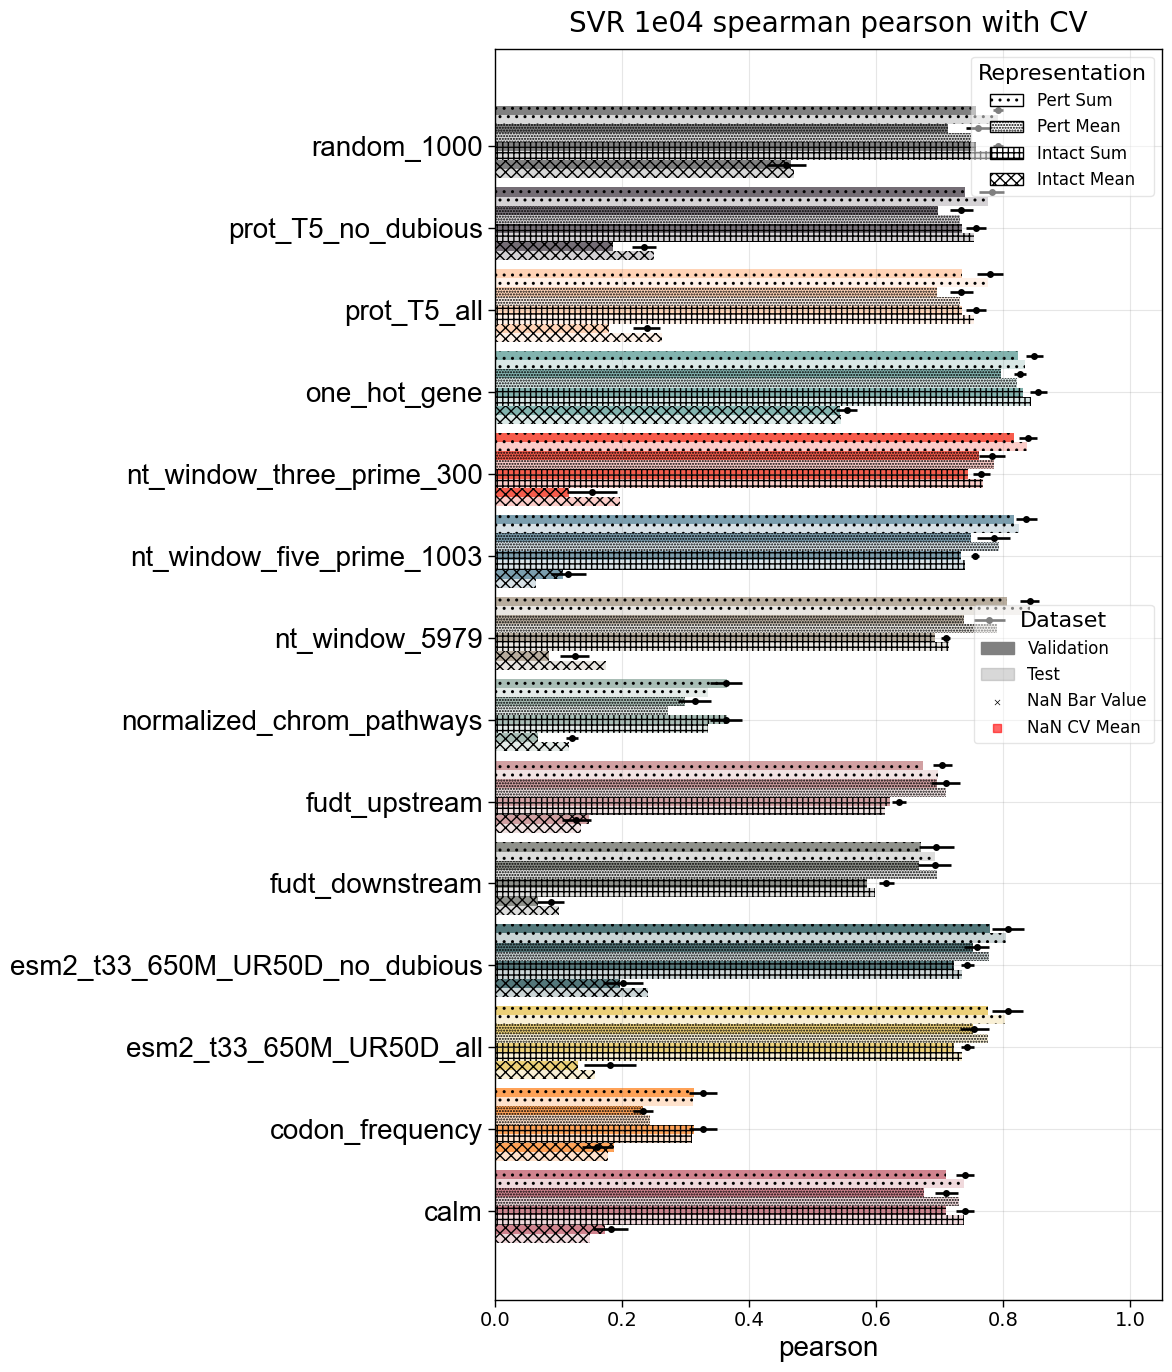 SVR 1e04 spearman pearson with CV
Representation
Pert Sum
Pert Mean
Intact Sum
Intact Mean
random_1000
prot_T5_no_dubious
prot_T5_all
one_hot_gene
nt_window_three_prime_300
nt_window_five_prime_1003
nt_window_5979
Dataset
Validation
Test
NaN Bar Value
NaN CV Mean
normalized_chrom_pathways
fudt_upstream
fudt_downstream
esm2_t33_650M_UR50D_no_dubious
esm2_t33_650M_UR50D_all
codon_frequency
calm
0.0 0.2 0.4 0.6 0.8 1.0
pearson